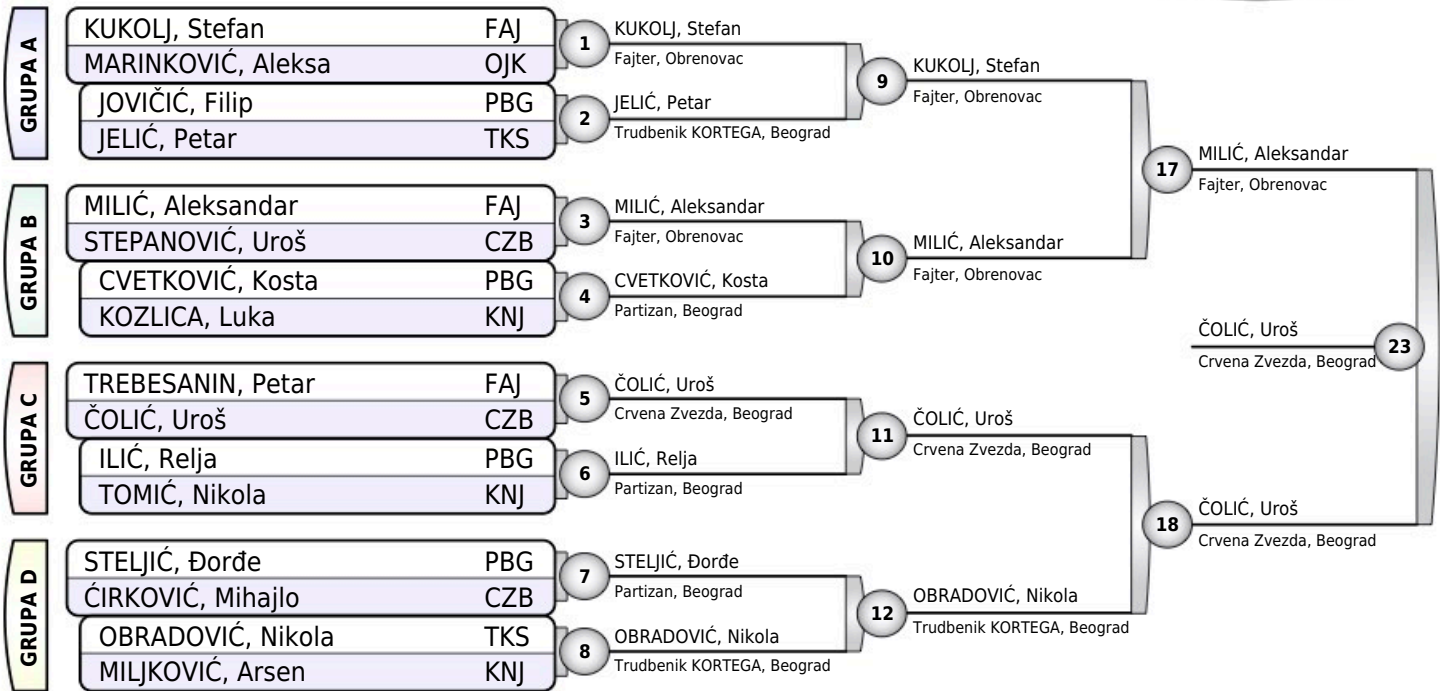 GRUPA A
KUKOLJ, Stefan FAJ
MARINKOVIĆ, Aleksa OJK
JOVIČIĆ, Filip PBG
JELIĆ, Petar TKS
GRUPA B
MILIĆ, Aleksandar FAJ
STEPANOVIĆ, Uroš CZB
CVETKOVIĆ, Kosta PBG
KOZLICA, Luka KNJ
GRUPA C
TREBESANIN, Petar FAJ
ČOLIĆ, Uroš CZB
ILIĆ, Relja PBG
TOMIĆ, Nikola KNJ
GRUPA D
STELJIĆ, Đorđe PBG
ĆIRKOVIĆ, Mihajlo CZB
OBRADOVIĆ, Nikola TKS
MILJKOVIĆ, Arsen KNJ
1
KUKOLJ, Stefan
Fajter, Obrenovac
2
JELIĆ, Petar
Trudbenik KORTEGA, Beograd
3
MILIĆ, Aleksandar
Fajter, Obrenovac
4
CVETKOVIĆ, Kosta
Partizan, Beograd
5
ČOLIĆ, Uroš
Crvena Zvezda, Beograd
6
ILIĆ, Relja
Partizan, Beograd
7
STELJIĆ, Đorđe
Partizan, Beograd
8
OBRADOVIĆ, Nikola
Trudbenik KORTEGA, Beograd
9
KUKOLJ, Stefan
Fajter, Obrenovac
10
MILIĆ, Aleksandar
Fajter, Obrenovac
11
ČOLIĆ, Uroš
Crvena Zvezda, Beograd
12
OBRADOVIĆ, Nikola
Trudbenik KORTEGA, Beograd
17
MILIĆ, Aleksandar
Fajter, Obrenovac
18
ČOLIĆ, Uroš
Crvena Zvezda, Beograd
ČOLIĆ, Uroš
Crvena Zvezda, Beograd
23